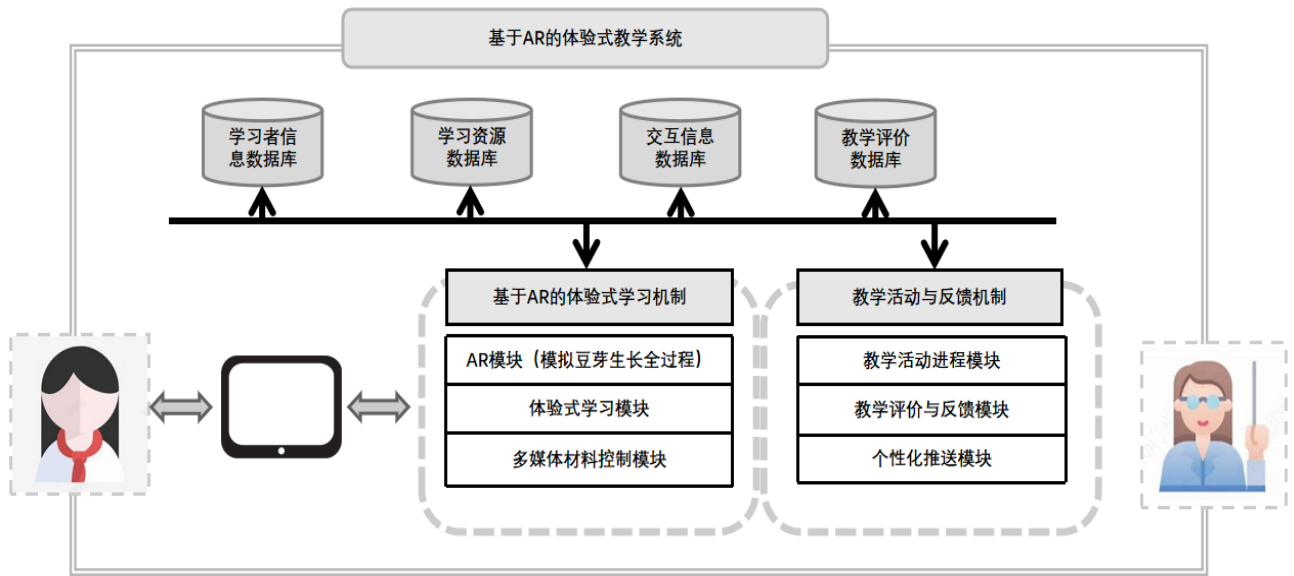 基于AR的体验式教学系统
学习者信
息数据库
学习资源
数据库
交互信息
数据库
教学评价
数据库
基于AR的体验式学习机制
AR模块（模拟豆芽生长全过程）
体验式学习模块
多媒体材料控制模块
教学活动与反馈机制
教学活动进程模块
教学评价与反馈模块
个性化推送模块